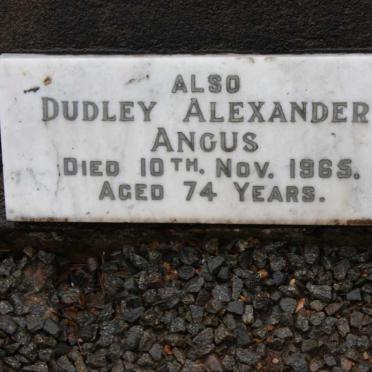 ALSO
DUDLEY ALEXANDER
ANGUS
DIED 10TH. NOV. 1965.
AGED 74 YEARS.